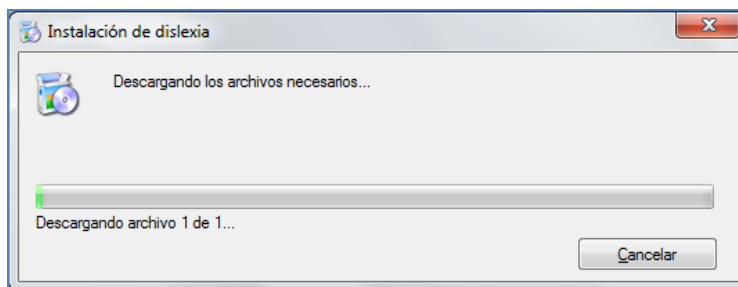 Instalación de dislexia
Descargando los archivos necesarios...
Descargando archivo 1 de 1...
Cancelar